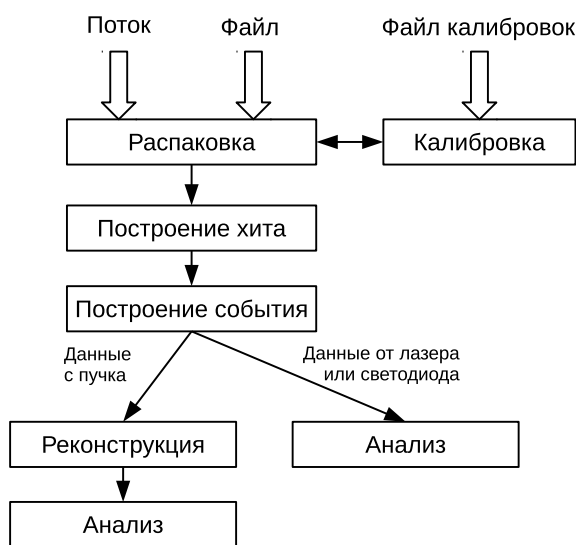 Поток
Файл
Файл калибровок
Распаковка
Калибровка
Построение хита
Построение события
Данные
с пучка
Данные от лазера
или светодиода
Реконструкция
Анализ
Анализ